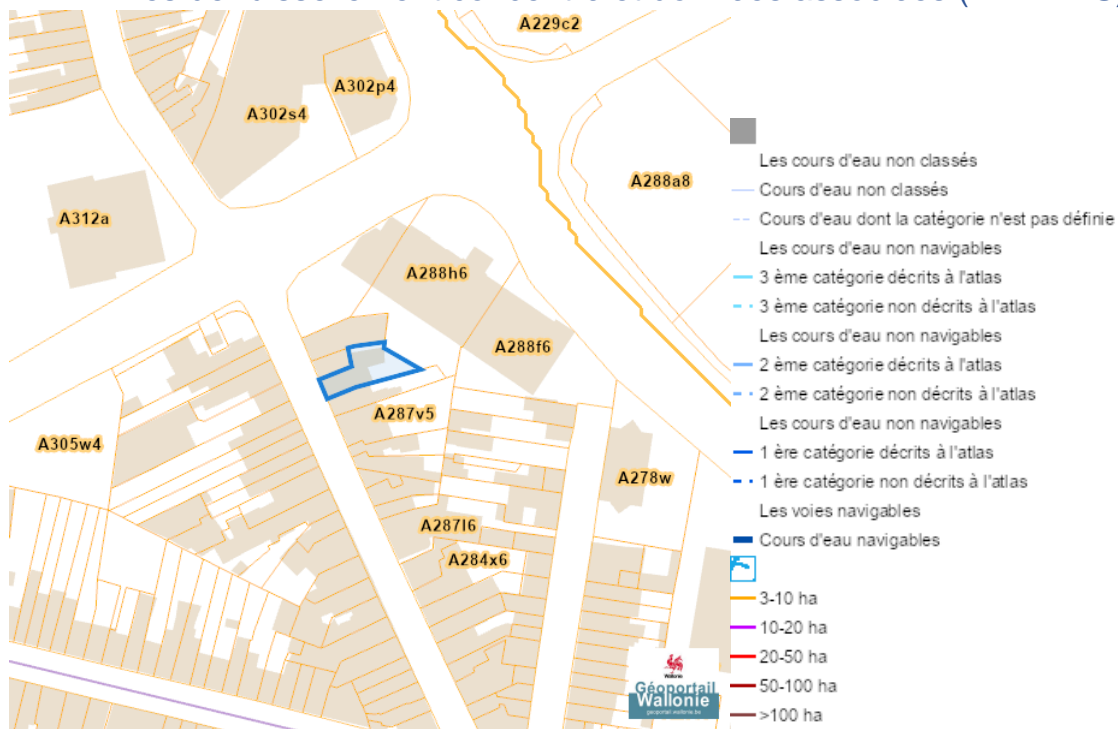 A229c2
A302p4
A302s4
A288a8
A312a
A288h6
A288f6
A287v5
A305w4
A278w
A287l6
A284x6
Wallonie
Géoportail
Wallonie
geoportail.wallonie.be
Les cours d'eau non classés
Cours d'eau non classés
Cours d'eau dont la catégorie n'est pas définie
Les cours d'eau non navigables
3 ème catégorie décrits à l'atlas
3 ème catégorie non décrits à l'atlas
Les cours d'eau non navigables
2 ème catégorie décrits à l'atlas
2 ème catégorie non décrits à l'atlas
Les cours d'eau non navigables
1 ère catégorie décrits à l'atlas
1 ère catégorie non décrits à l'atlas
Les voies navigables
Cours d'eau navigables
3-10 ha
10-20 ha
20-50 ha
50-100 ha
>100 ha